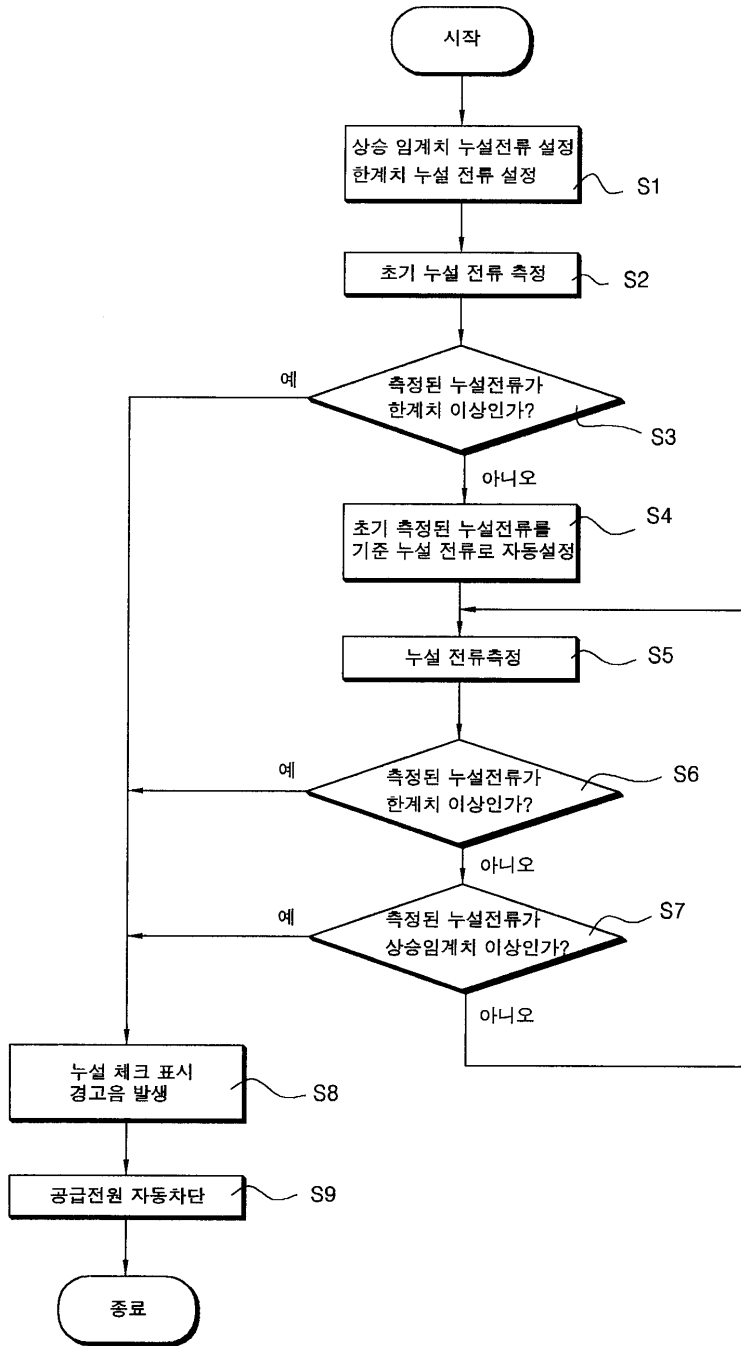 시작
상승 임계치 누설전류 설정
한계치 누설 전류 설정
S1
초기 누설 전류 측정
S2
예
측정된 누설전류가
한계치 이상인가?
S3
아니오
초기 측정된 누설전류를
기준 누설 전류로 자동설정
S4
누설 전류측정
S5
예
측정된 누설전류가
한계치 이상인가?
S6
아니오
예
측정된 누설전류가
상승임계치 이상인가?
S7
아니오
누설 체크 표시
경고음 발생
S8
공급전원 자동차단
S9
종료